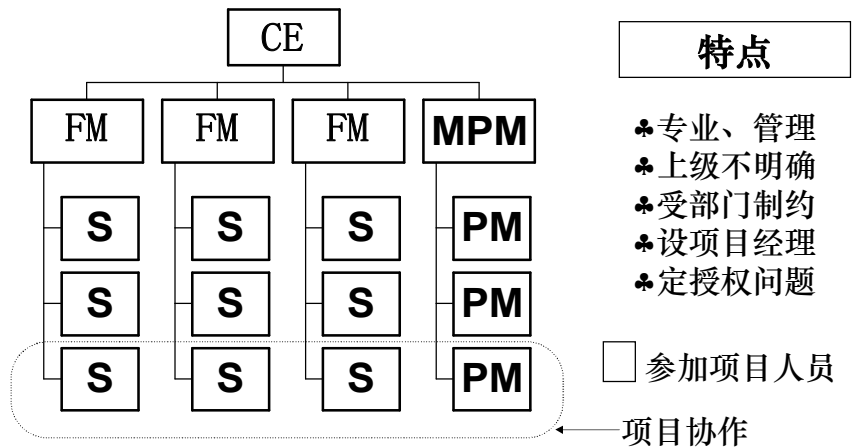 CE
特点
FM FM FM MPM
♣专业、管理
♣上级不明确
♣受部门制约
♣设项目经理
♣定授权问题
S S S PM
S S S PM
S S S PM
参加项目人员
项目协作